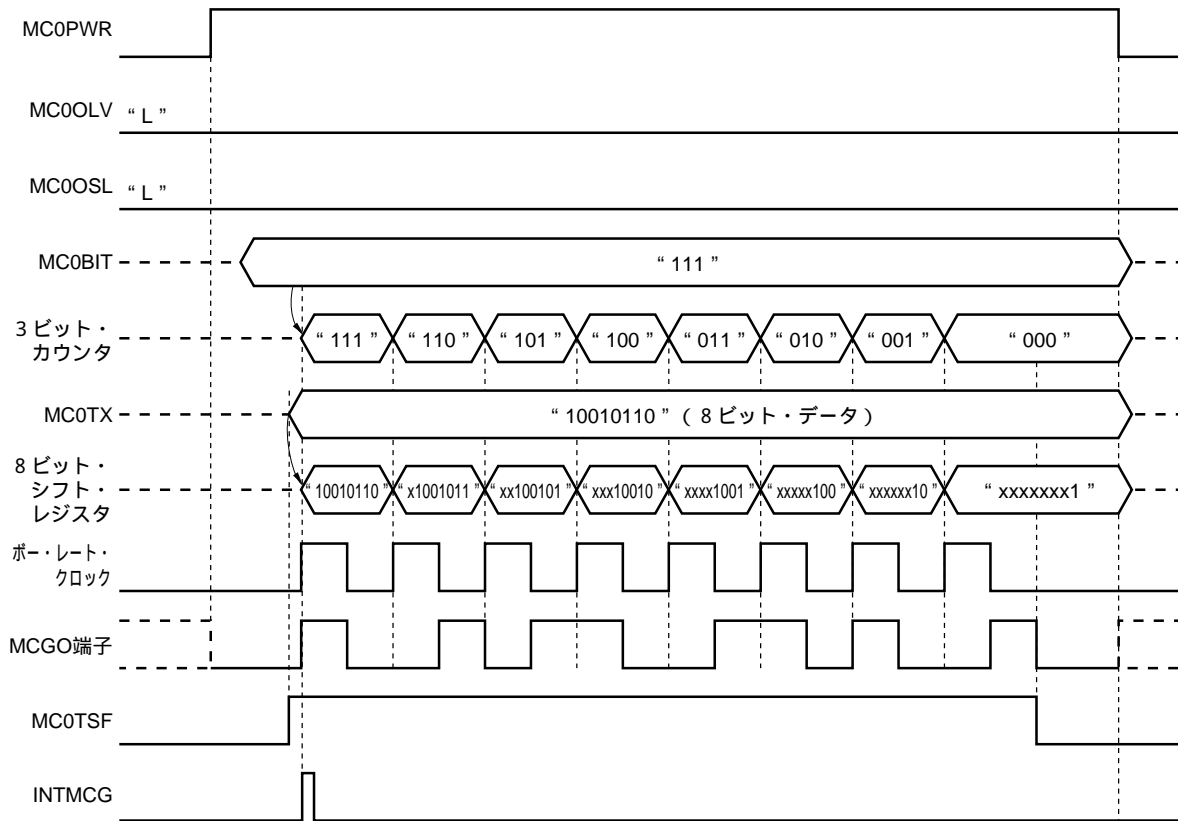 MC0PWR
MC0OLV “ L ”
MC0OSL “ L ”
MC0BIT “ 111 ”
3 ビット・
カウンタ
“ 111 ” “ 110 ” “ 101 ” “ 100 ” “ 011 ” “ 010 ” “ 001 ” “ 000 ”
MC0TX “ 10010110 ”（ 8 ビット・データ ）
8 ビット・
シフト・
レジスタ
“ 10010110 ” “ x1001011 ” “ xx100101 ” “ xxx10010 ” “ xxxx1001 ” “ xxxxx100 ” “ xxxxxx10 ” “ xxxxxxx1 ”
ボー・レート・
クロック
MCGO端子
MC0TSF
INTMCG